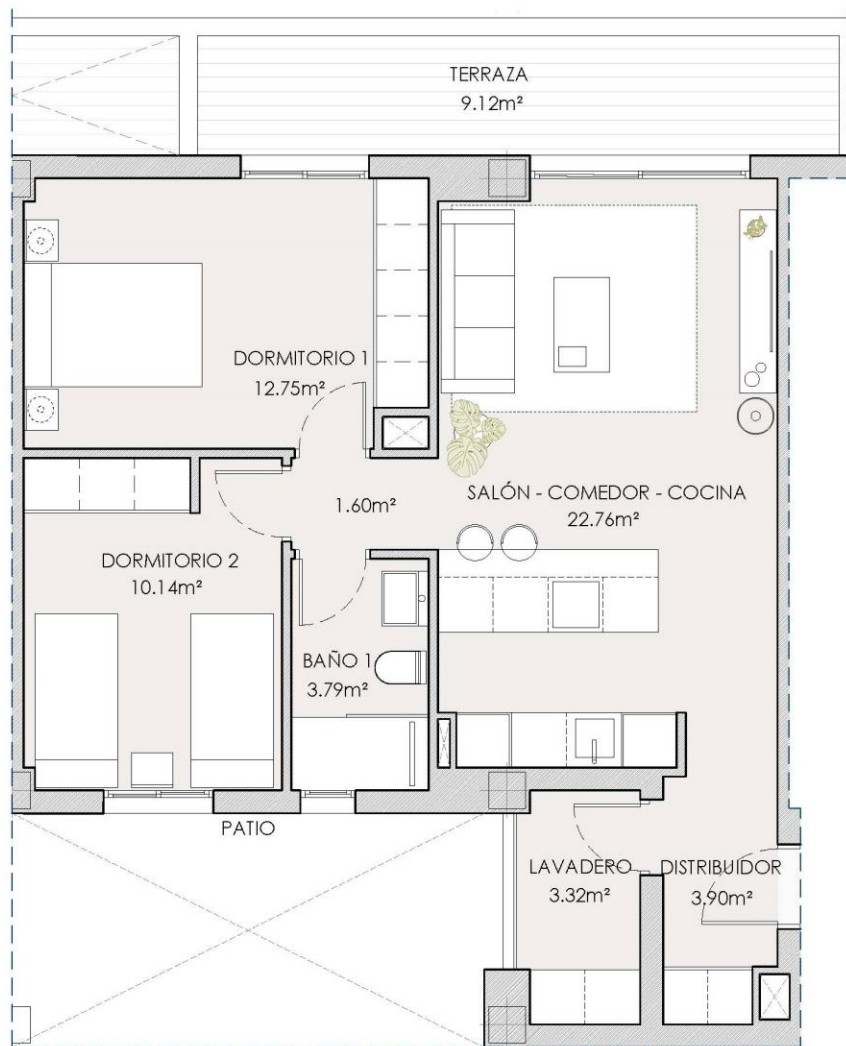 TERRAZA
9.12m²
DORMITORIO 1
12.75m²
SALÓN - COMEDOR - COCINA
22.76m²
1.60m²
DORMITORIO 2
10.14m²
BAÑO 1
3.79m²
PATIO
LAVADERO
3.32m²
DISTRIBUIDOR
3.90m²